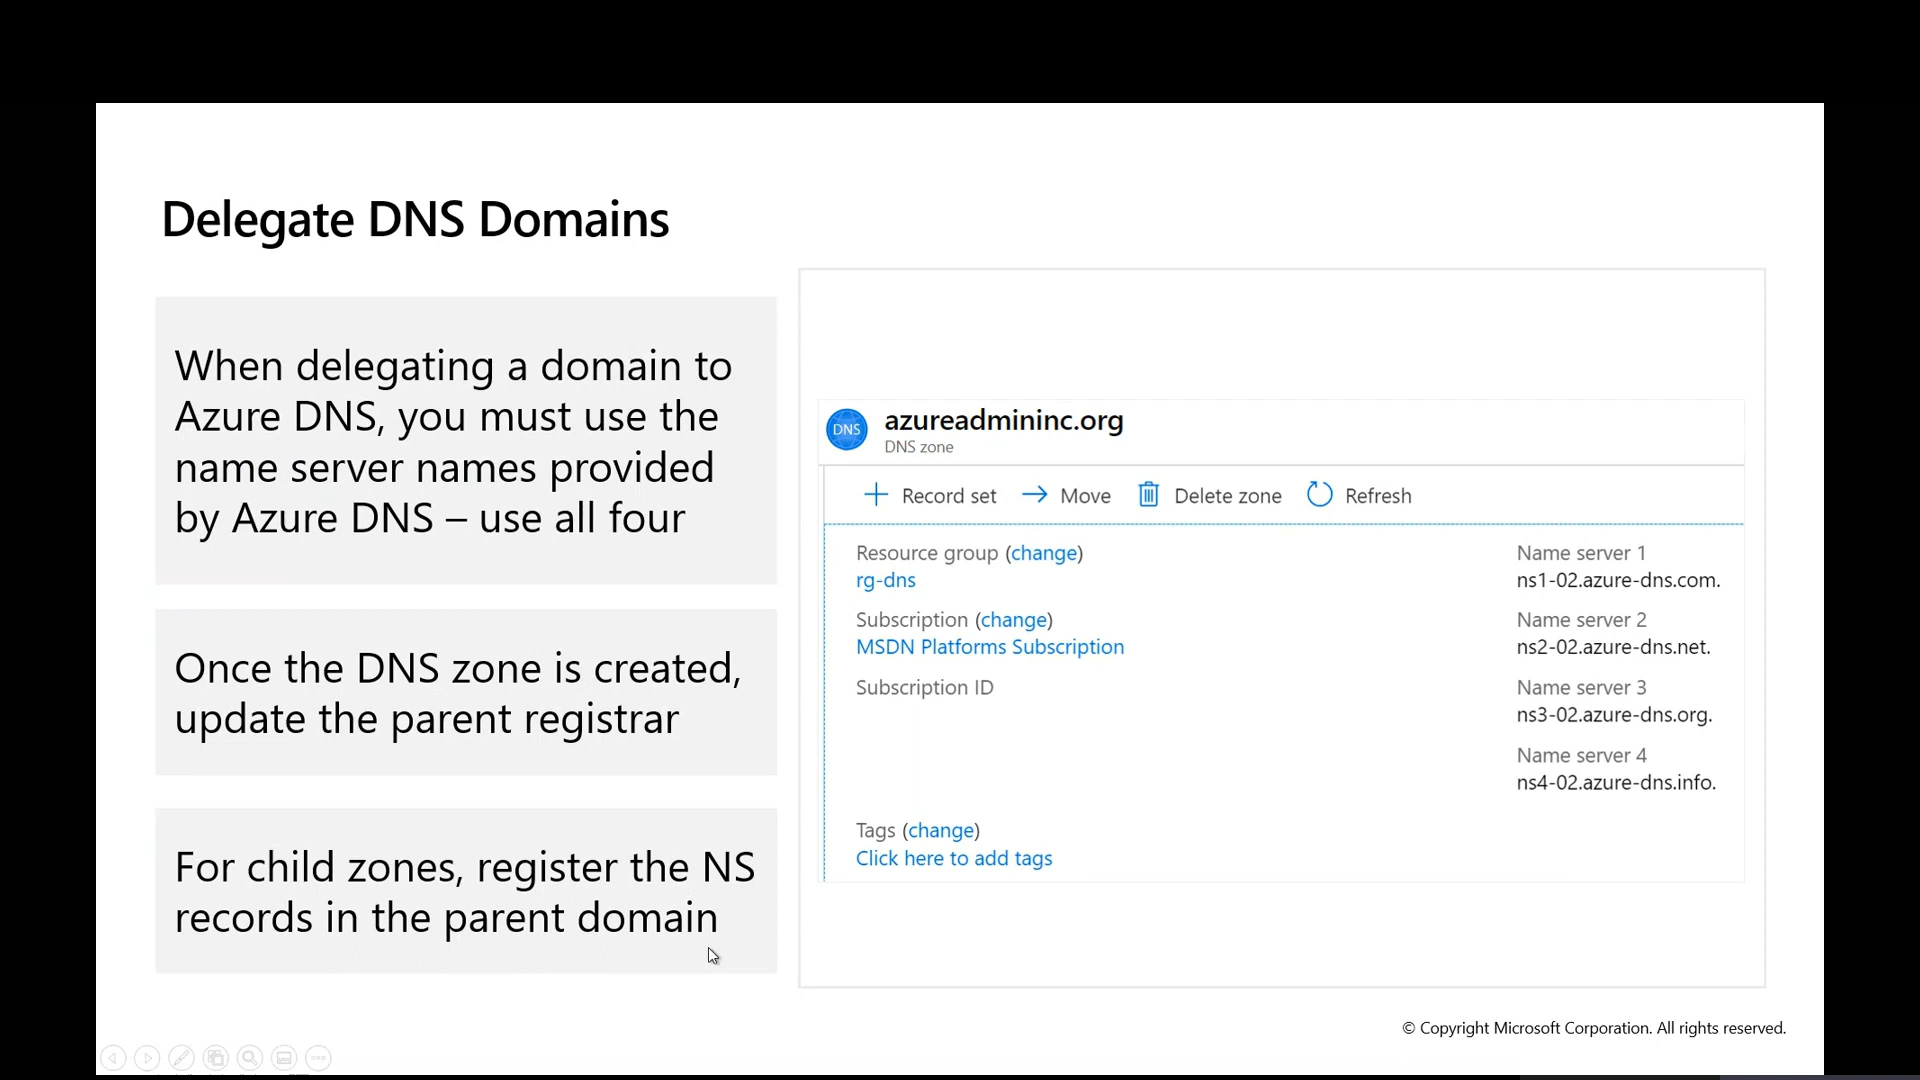 Delegate DNS Domains
When delegating a domain to
Azure DNS, you must use the
name server names provided
by Azure DNS – use all four
Once the DNS zone is created,
update the parent registrar
For child zones, register the NS
records in the parent domain
DNS
azureadmininc.org
DNS zone
Record set
Move
Delete zone
Refresh
Resource group (change)
rg-dns
Subscription (change)
MSDN Platforms Subscription
Subscription ID
Tags (change)
Click here to add tags
Name server 1
ns1-02.azure-dns.com.
Name server 2
ns2-02.azure-dns.net.
Name server 3
ns3-02.azure-dns.org.
Name server 4
ns4-02.azure-dns.info.
© Copyright Microsoft Corporation. All rights reserved.